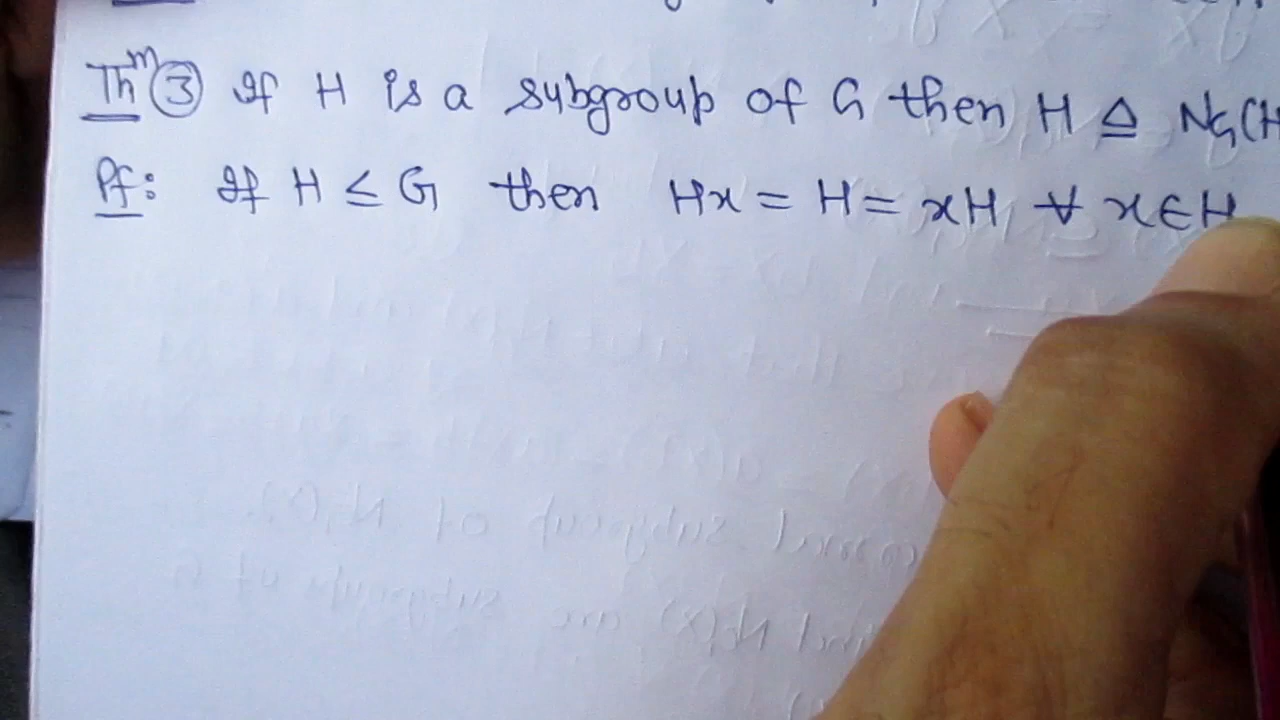 Thm ③ If H is a subgroup of G then H ⊴ NG(H
Pf: If H ≤ G then Hx = H = xH ∀ x∈H